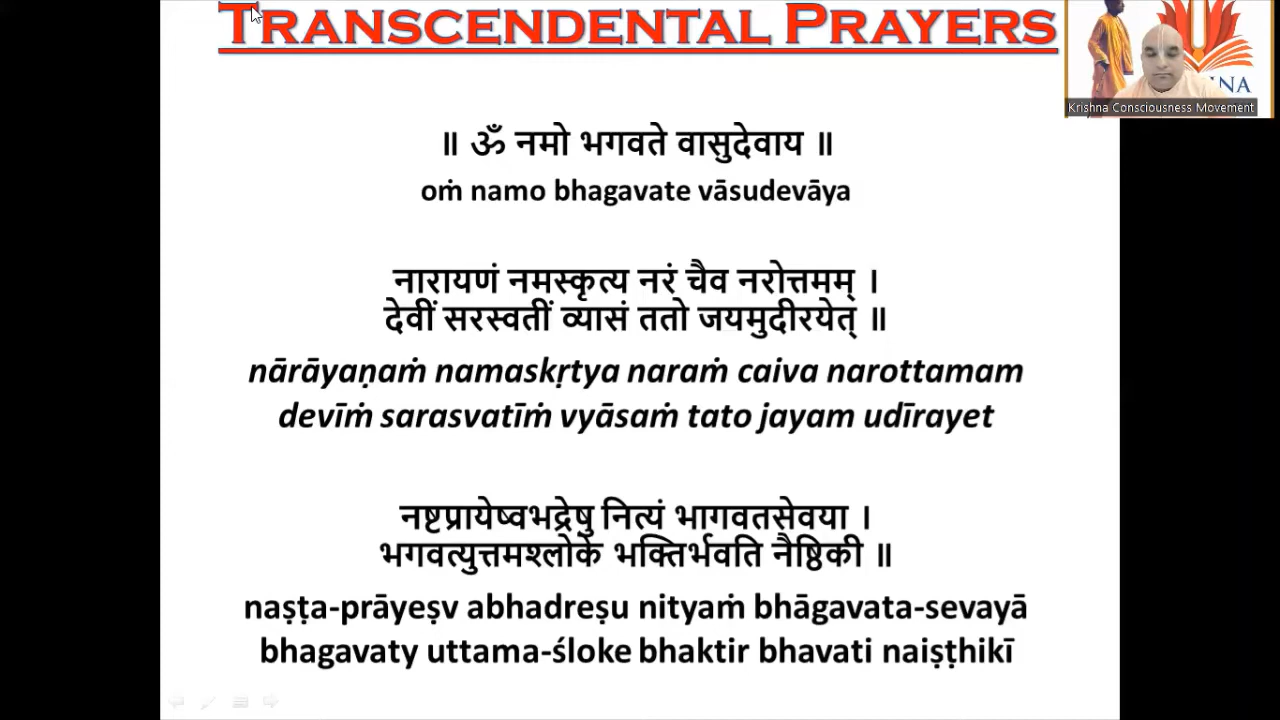 TRANSCENDENTAL PRAYERS
NA
Krishna Consciousness Movement
॥ ॐ नमो भगवते वासुदेवाय ॥
oṁ namo bhagavate vāsudevāya
नारायणं नमस्कृत्य नरं चैव नरोत्तमम् ।
देवीं सरस्वतीं व्यासं ततो जयमुदीरयेत् ॥
nārāyaṇaṁ namaskṛtya naraṁ caiva narottamam
devīṁ sarasvatīṁ vyāsaṁ tato jayam udīrayet
नष्टप्रायेष्वभद्रेषु नित्यं भागवतसेवया ।
भगवत्युत्तमश्लोके भक्तिर्भवति नैष्ठिकी ॥
naṣṭa-prāyeṣv abhadreṣu nityaṁ bhāgavata-sevayā
bhagavaty uttama-śloke bhaktir bhavati naiṣṭhikī